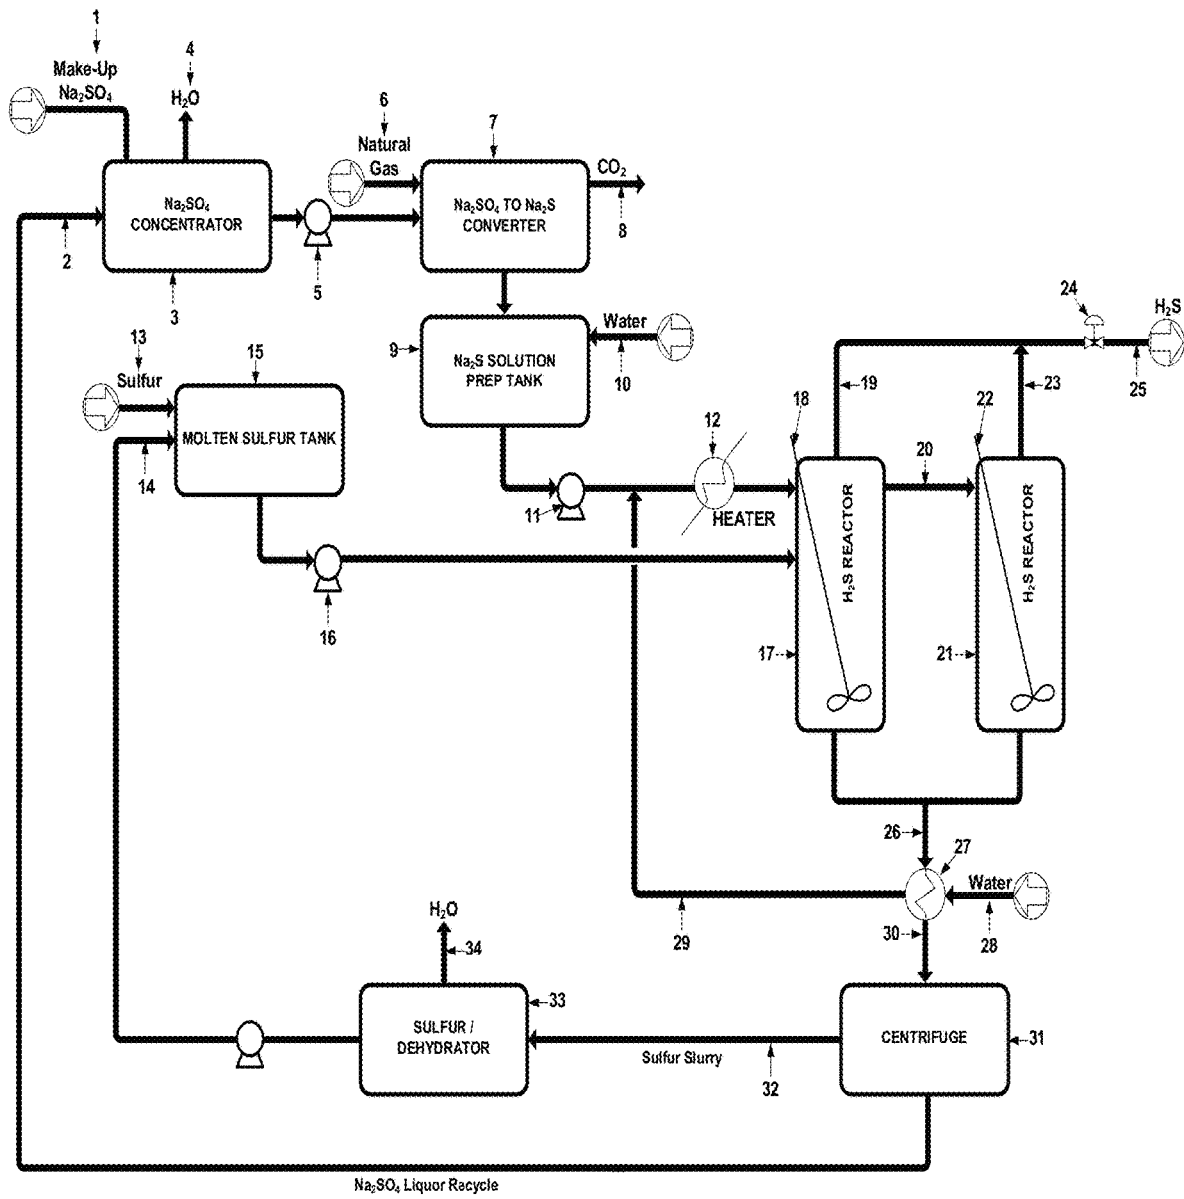 1
Make-Up
Na₂SO₄
4
H₂O
6
Natural
Gas
7
CO₂
8
Na₂SO₄
CONCENTRATOR
Na₂SO₄ TO Na₂S
CONVERTER
2
3
5
9
Na₂S SOLUTION
PREP TANK
Water
10
13
Sulfur
15
MOLTEN SULFUR TANK
14
11
12
HEATER
16
24
H₂S
25
19
23
18
22
20
H₂S REACTOR
H₂S REACTOR
17
21
26
27
Water
28
29
30
H₂O
34
33
SULFUR /
DEHYDRATOR
CENTRIFUGE
31
Sulfur Slurry
32
Na₂SO₄ Liquor Recycle